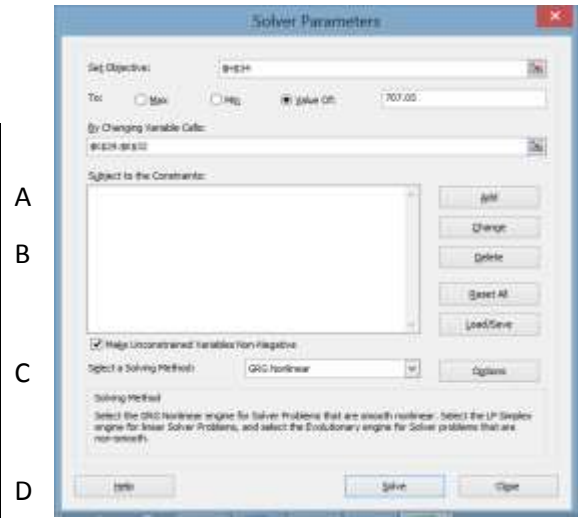 Solver Parameters
Set Objective:
To: Max Min Value Of: 707.00
By Changing Variable Cells:
Subject to the Constraints:
A
Add
Change
B
Delete
Reset All
Load/Save
Make Unconstrained Variables Non-Negative
C
Select a Solving Method: GRG Nonlinear Options
Solving Method
Select the GRG Nonlinear engine for Solver Problems that are smooth nonlinear. Select the LP Simplex
engine for linear Solver Problems, and select the Evolutionary engine for Solver problems that are
non-smooth.
D
Help Solve Close